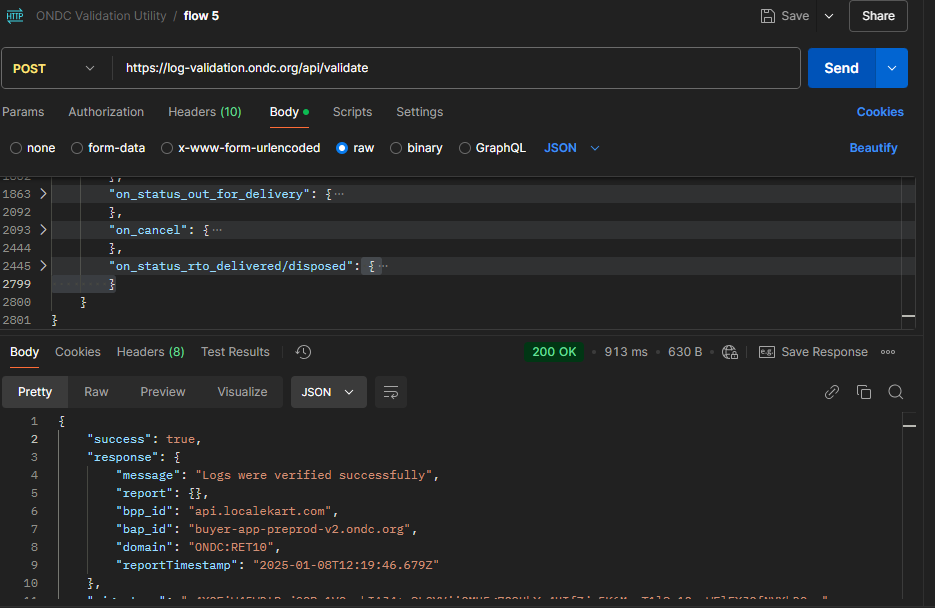 HTTP ONDC Validation Utility / flow 5 Save Share
POST https://log-validation.ondc.org/api/validate Send
Params Authorization Headers (10) Body Scripts Settings Cookies
none form-data x-www-form-urlencoded raw binary GraphQL JSON Beautify
1863 "on_status_out_for_delivery": {…
2092 },
2093 "on_cancel": {…
2444 },
2445 "on_status_rto_delivered/disposed": {…
2799 }
2800 }
2801 }
Body Cookies Headers (8) Test Results 200 OK 913 ms 630 B e.g. Save Response
Pretty Raw Preview Visualize JSON
1 {
2 "success": true,
3 "response": {
4 "message": "Logs were verified successfully",
5 "report": {},
6 "bpp_id": "api.localekart.com",
7 "bap_id": "buyer-app-preprod-v2.ondc.org",
8 "domain": "ONDC:RET10",
9 "reportTimestamp": "2025-01-08T12:19:46.679Z"
10 },